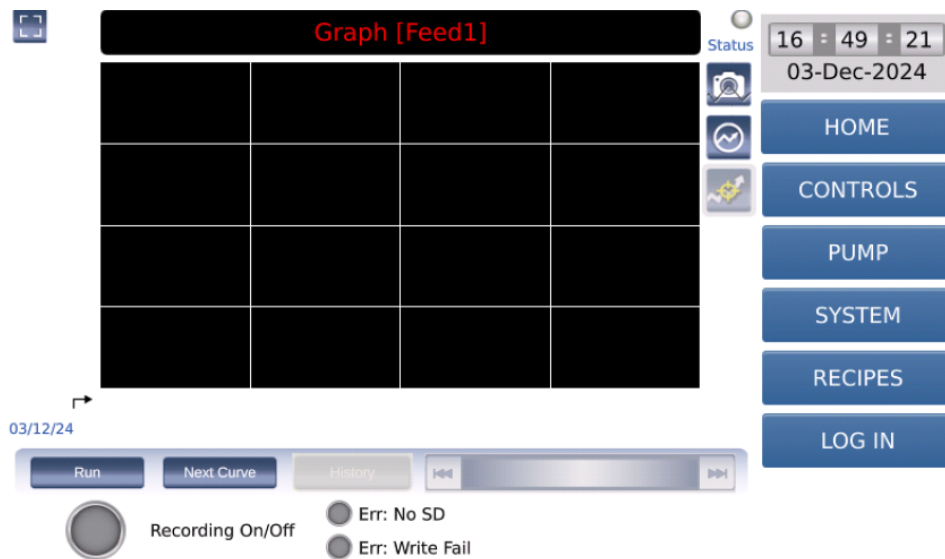 Graph [Feed1]
Status
16 : 49 : 21
03-Dec-2024
HOME
CONTROLS
PUMP
SYSTEM
RECIPES
LOG IN
03/12/24
Run
Next Curve
History
Recording On/Off
Err: No SD
Err: Write Fail